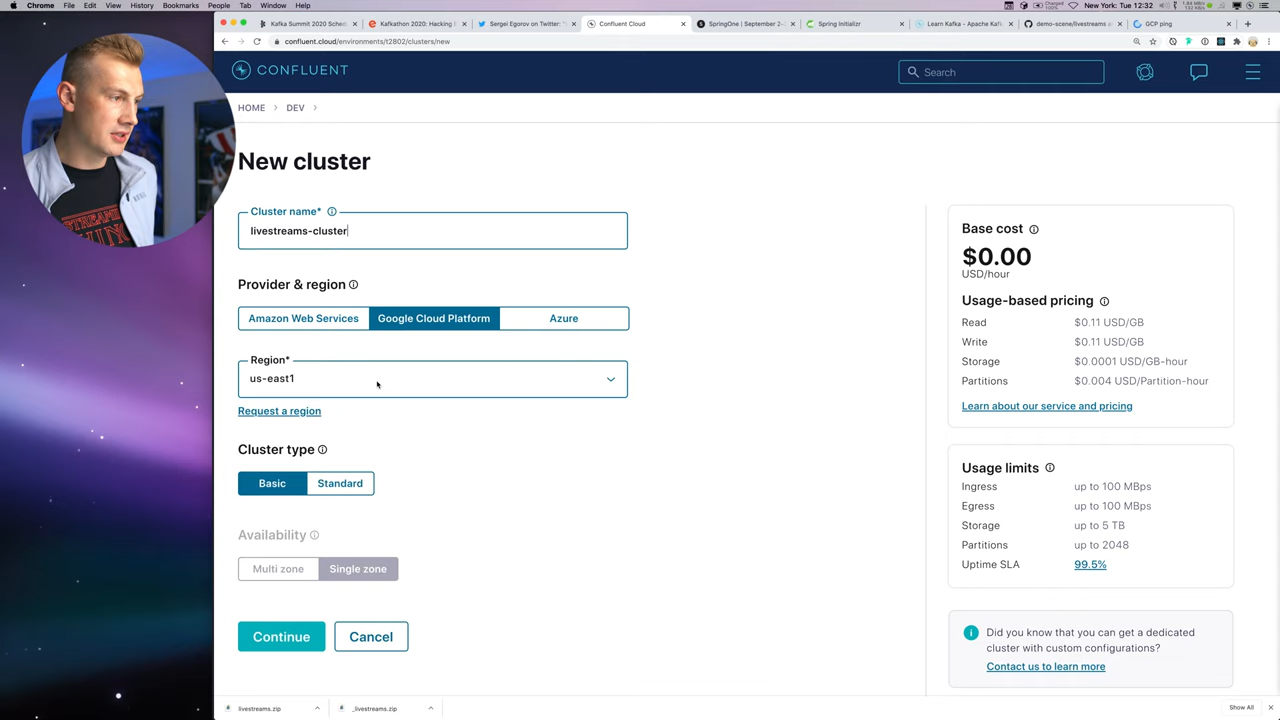 Chrome File Edit View History Bookmarks People Tab Window Help
New York: Tue 12:32
Kafka Summit 2020 Sched
Kafkathon 2020: Hacking
Sergei Egorov on Twitter: "
Confluent Cloud
SpringOne | September 2-
Spring Initializr
Learn Kafka - Apache Kaf
demo-scene/livestreams a
GCP ping
confluent.cloud/environments/t2802/clusters/new
CONFLUENT
Search
HOME > DEV >
New cluster
Cluster name*
livestreams-cluster
Provider & region
Amazon Web Services
Google Cloud Platform
Azure
Region*
us-east1
Request a region
Cluster type
Basic
Standard
Availability
Multi zone
Single zone
Continue
Cancel
Base cost
$0.00
USD/hour
Usage-based pricing
Read $0.11 USD/GB
Write $0.11 USD/GB
Storage $0.0001 USD/GB-hour
Partitions $0.004 USD/Partition-hour
Learn about our service and pricing
Usage limits
Ingress up to 100 MBps
Egress up to 100 MBps
Storage up to 5 TB
Partitions up to 2048
Uptime SLA 99.5%
Did you know that you can get a dedicated
cluster with custom configurations?
Contact us to learn more
livestreams.zip
_livestreams.zip
Show All